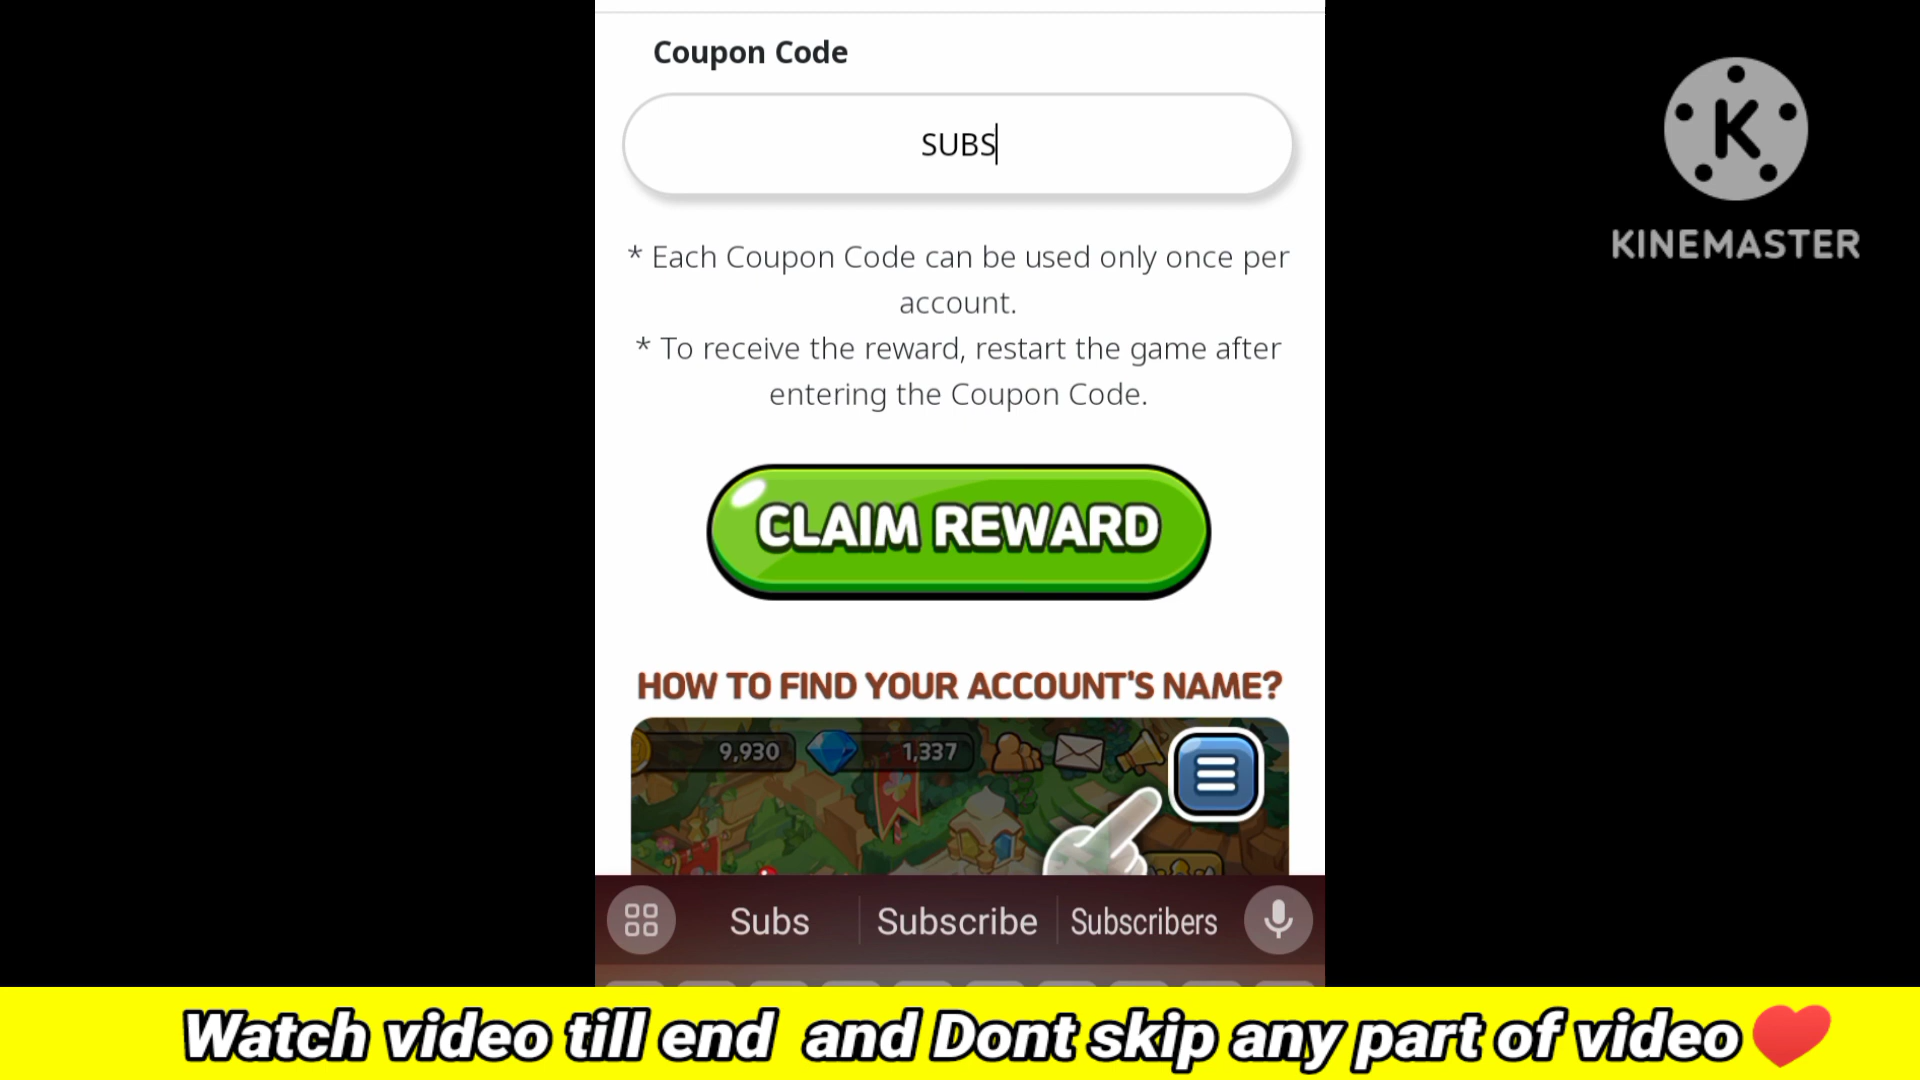 Coupon Code
SUBS
* Each Coupon Code can be used only once per
account.
* To receive the reward, restart the game after
entering the Coupon Code.
CLAIM REWARD
HOW TO FIND YOUR ACCOUNT'S NAME?
9,930 1,337
Subs Subscribe Subscribers
K
KINEMASTER
Watch video till end and Dont skip any part of video